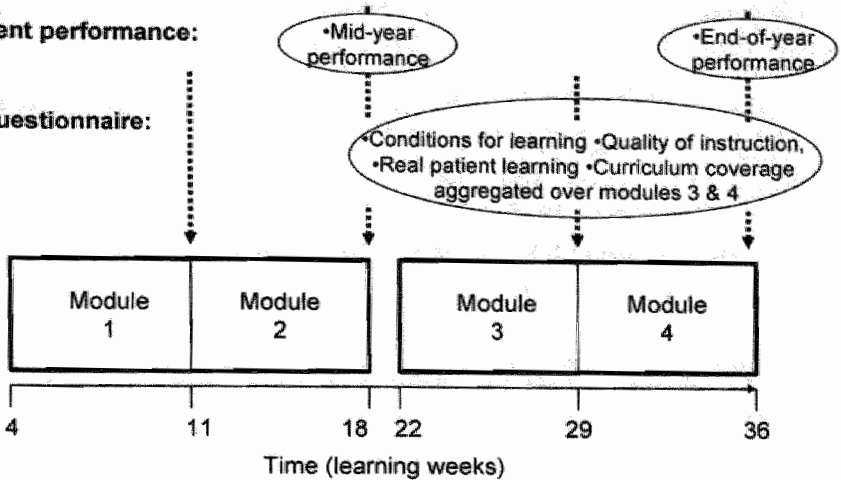 ent performance:
•Mid-year
performance
•End-of-year
performance
uestionnaire:
•Conditions for learning •Quality of instruction,
•Real patient learning •Curriculum coverage
aggregated over modules 3 & 4
Module
1
Module
2
Module
3
Module
4
4 11 18 22 29 36
Time (learning weeks)